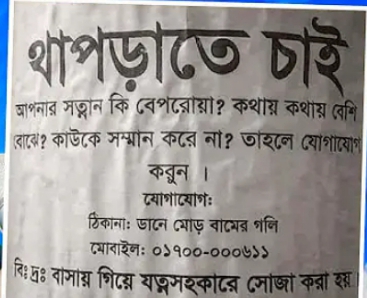 থাপড়াতে চাই
আপনার সন্তান কি বেপরোয়া? কথায় কথায় বেশি
বোঝে? কাউকে সম্মান করে না? তাহলে যোগাযোগ
করুন ।
যোগাযোগ:
ঠিকানা: ডানে মোড় বামের গলি
মোবাইল: ০১৭০০-০০০৬১১
বিঃ দ্রঃ বাসায় গিয়ে যত্নসহকারে সোজা করা হয়।